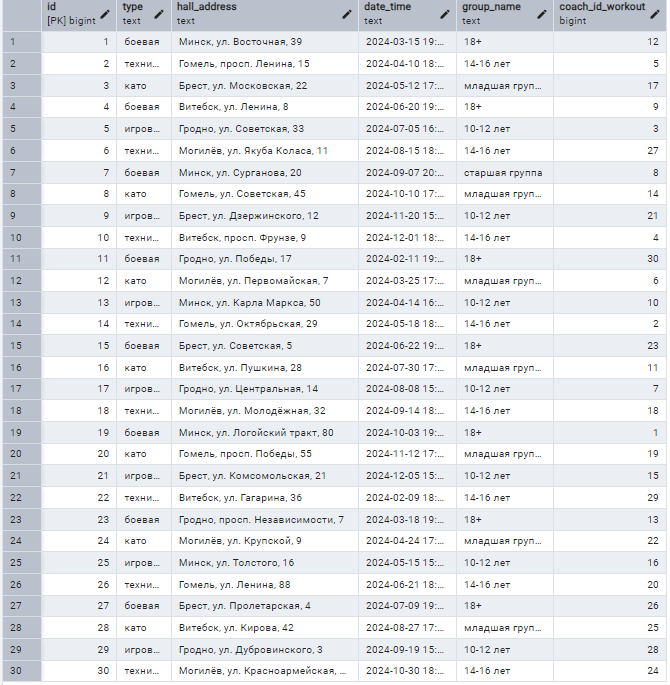 id type hall_address date_time group_name coach_id_workout
[PK] bigint text text text text bigint
1 1 боевая Минск, ул. Восточная, 39 2024-03-15 19:... 18+ 12
2 2 техни... Гомель, просп. Ленина, 15 2024-04-10 18:... 14-16 лет 5
3 3 като Брест, ул. Московская, 22 2024-05-12 17:... младшая груп... 17
4 4 боевая Витебск, ул. Ленина, 8 2024-06-20 19:... 18+ 9
5 5 игров... Гродно, ул. Советская, 33 2024-07-05 16:... 10-12 лет 3
6 6 техни... Могилёв, ул. Якуба Коласа, 11 2024-08-15 18:... 14-16 лет 27
7 7 боевая Минск, ул. Сурганова, 20 2024-09-07 20:... старшая группа 8
8 8 като Гомель, ул. Советская, 45 2024-10-10 17:... младшая груп... 14
9 9 игров... Брест, ул. Дзержинского, 12 2024-11-20 15:... 10-12 лет 21
10 10 техни... Витебск, просп. Фрунзе, 9 2024-12-01 18:... 14-16 лет 4
11 11 боевая Гродно, ул. Победы, 17 2024-02-11 19:... 18+ 30
12 12 като Могилёв, ул. Первомайская, 7 2024-03-25 17:... младшая груп... 6
13 13 игров... Минск, ул. Карла Маркса, 50 2024-04-14 16:... 10-12 лет 10
14 14 техни... Гомель, ул. Октябрьская, 29 2024-05-18 18:... 14-16 лет 2
15 15 боевая Брест, ул. Советская, 5 2024-06-22 19:... 18+ 23
16 16 като Витебск, ул. Пушкина, 28 2024-07-30 17:... младшая груп... 11
17 17 игров... Гродно, ул. Центральная, 14 2024-08-08 15:... 10-12 лет 7
18 18 техни... Могилёв, ул. Молодёжная, 32 2024-09-14 18:... 14-16 лет 18
19 19 боевая Минск, ул. Логойский тракт, 80 2024-10-03 19:... 18+ 1
20 20 като Гомель, просп. Победы, 55 2024-11-12 17:... младшая груп... 19
21 21 игров... Брест, ул. Комсомольская, 21 2024-12-05 15:... 10-12 лет 15
22 22 техни... Витебск, ул. Гагарина, 36 2024-02-09 18:... 14-16 лет 29
23 23 боевая Гродно, просп. Независимости, 7 2024-03-18 19:... 18+ 13
24 24 като Могилёв, ул. Крупской, 9 2024-04-24 17:... младшая груп... 22
25 25 игров... Минск, ул. Толстого, 16 2024-05-15 15:... 10-12 лет 16
26 26 техни... Гомель, ул. Ленина, 88 2024-06-21 18:... 14-16 лет 20
27 27 боевая Брест, ул. Пролетарская, 4 2024-07-09 19:... 18+ 26
28 28 като Витебск, ул. Кирова, 42 2024-08-27 17:... младшая груп... 25
29 29 игров... Гродно, ул. Дубровинского, 3 2024-09-19 15:... 10-12 лет 28
30 30 техни... Могилёв, ул. Красноармейская, ... 2024-10-30 18:... 14-16 лет 24